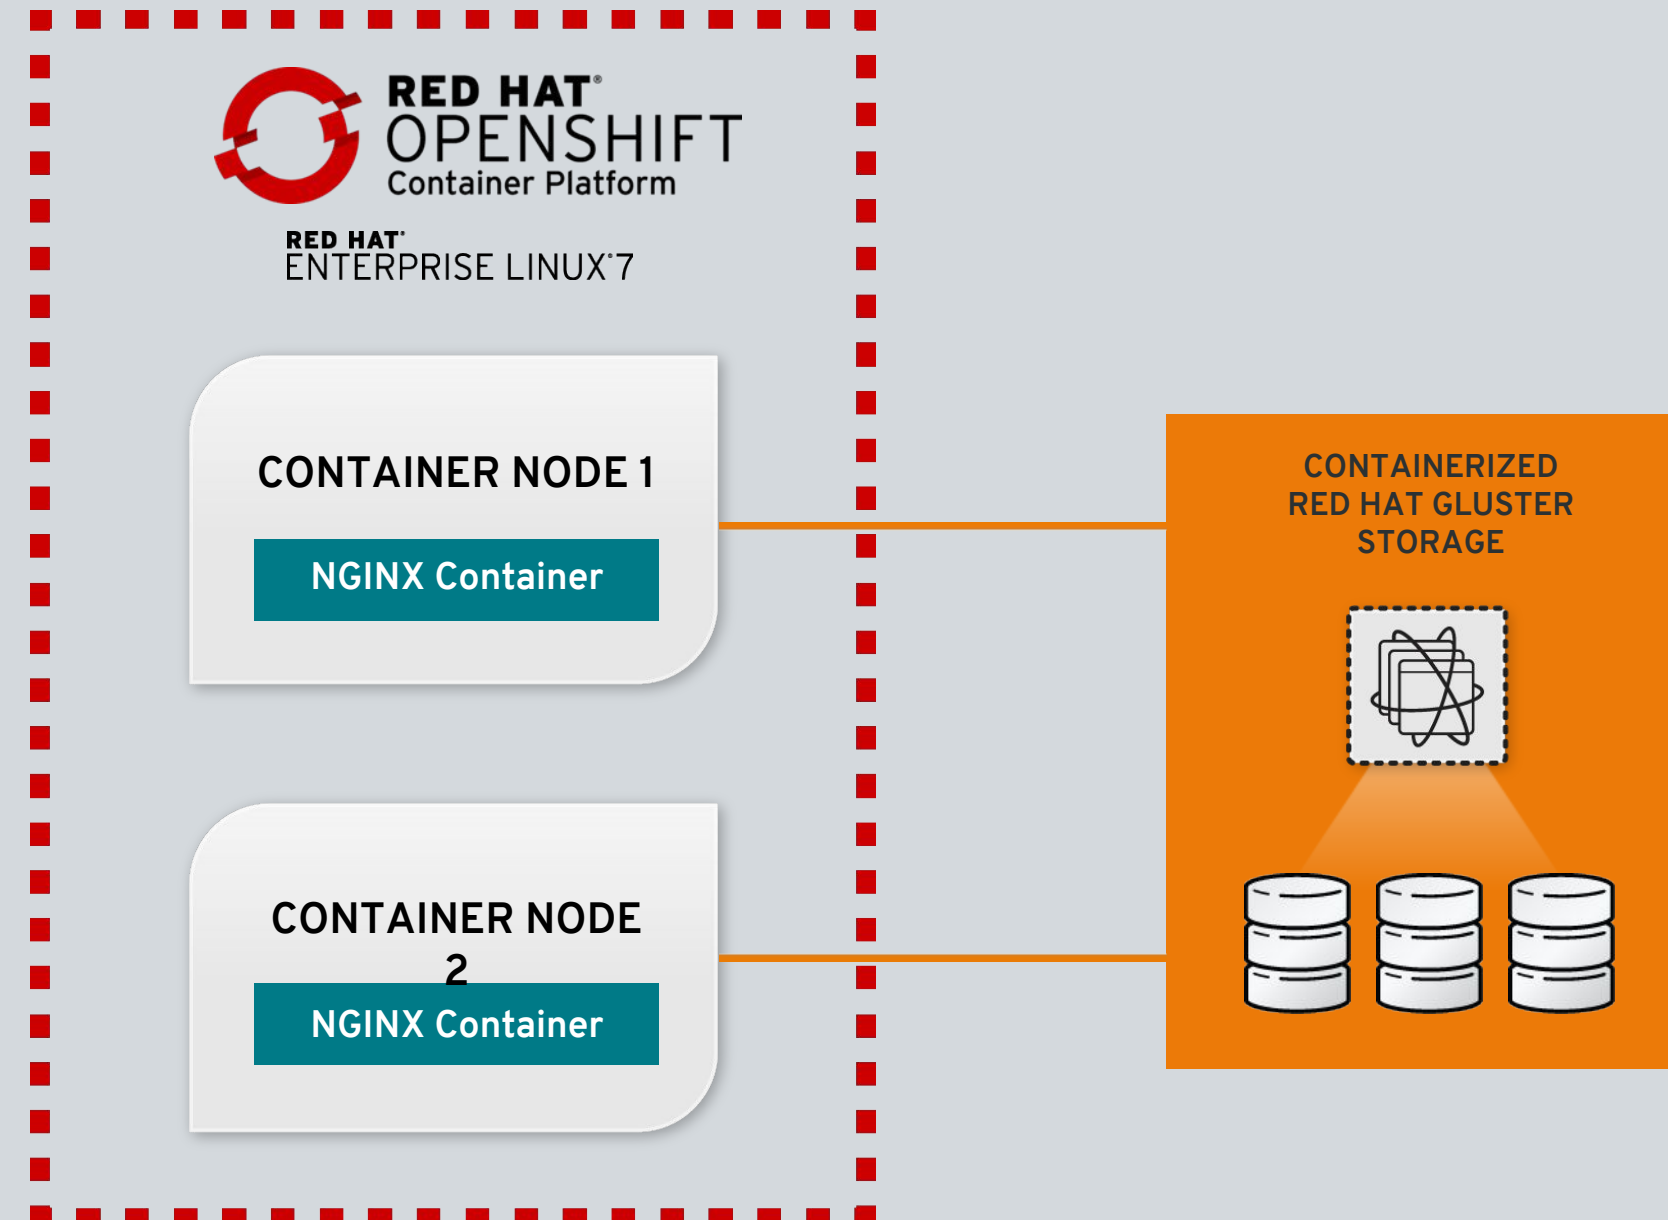 RED HAT®
OPENSHIFT
Container Platform
RED HAT®
ENTERPRISE LINUX® 7
CONTAINER NODE 1
NGINX Container
CONTAINER NODE
2
NGINX Container
CONTAINERIZED
RED HAT GLUSTER
STORAGE